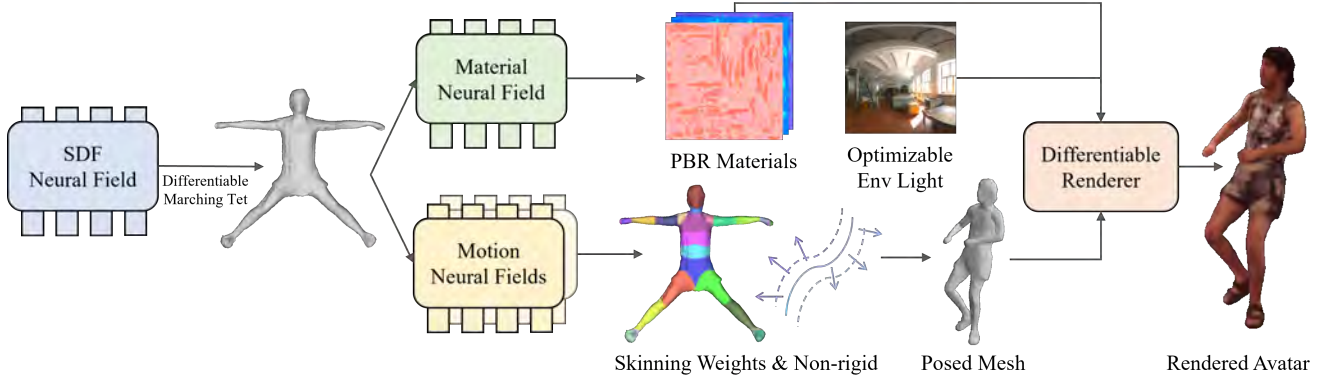 SDF
Neural Field
Differentiable
Marching Tet
Material
Neural Field
Motion
Neural Fields
PBR Materials
Optimizable
Env Light
Skinning Weights & Non-rigid
Posed Mesh
Differentiable
Renderer
Rendered Avatar